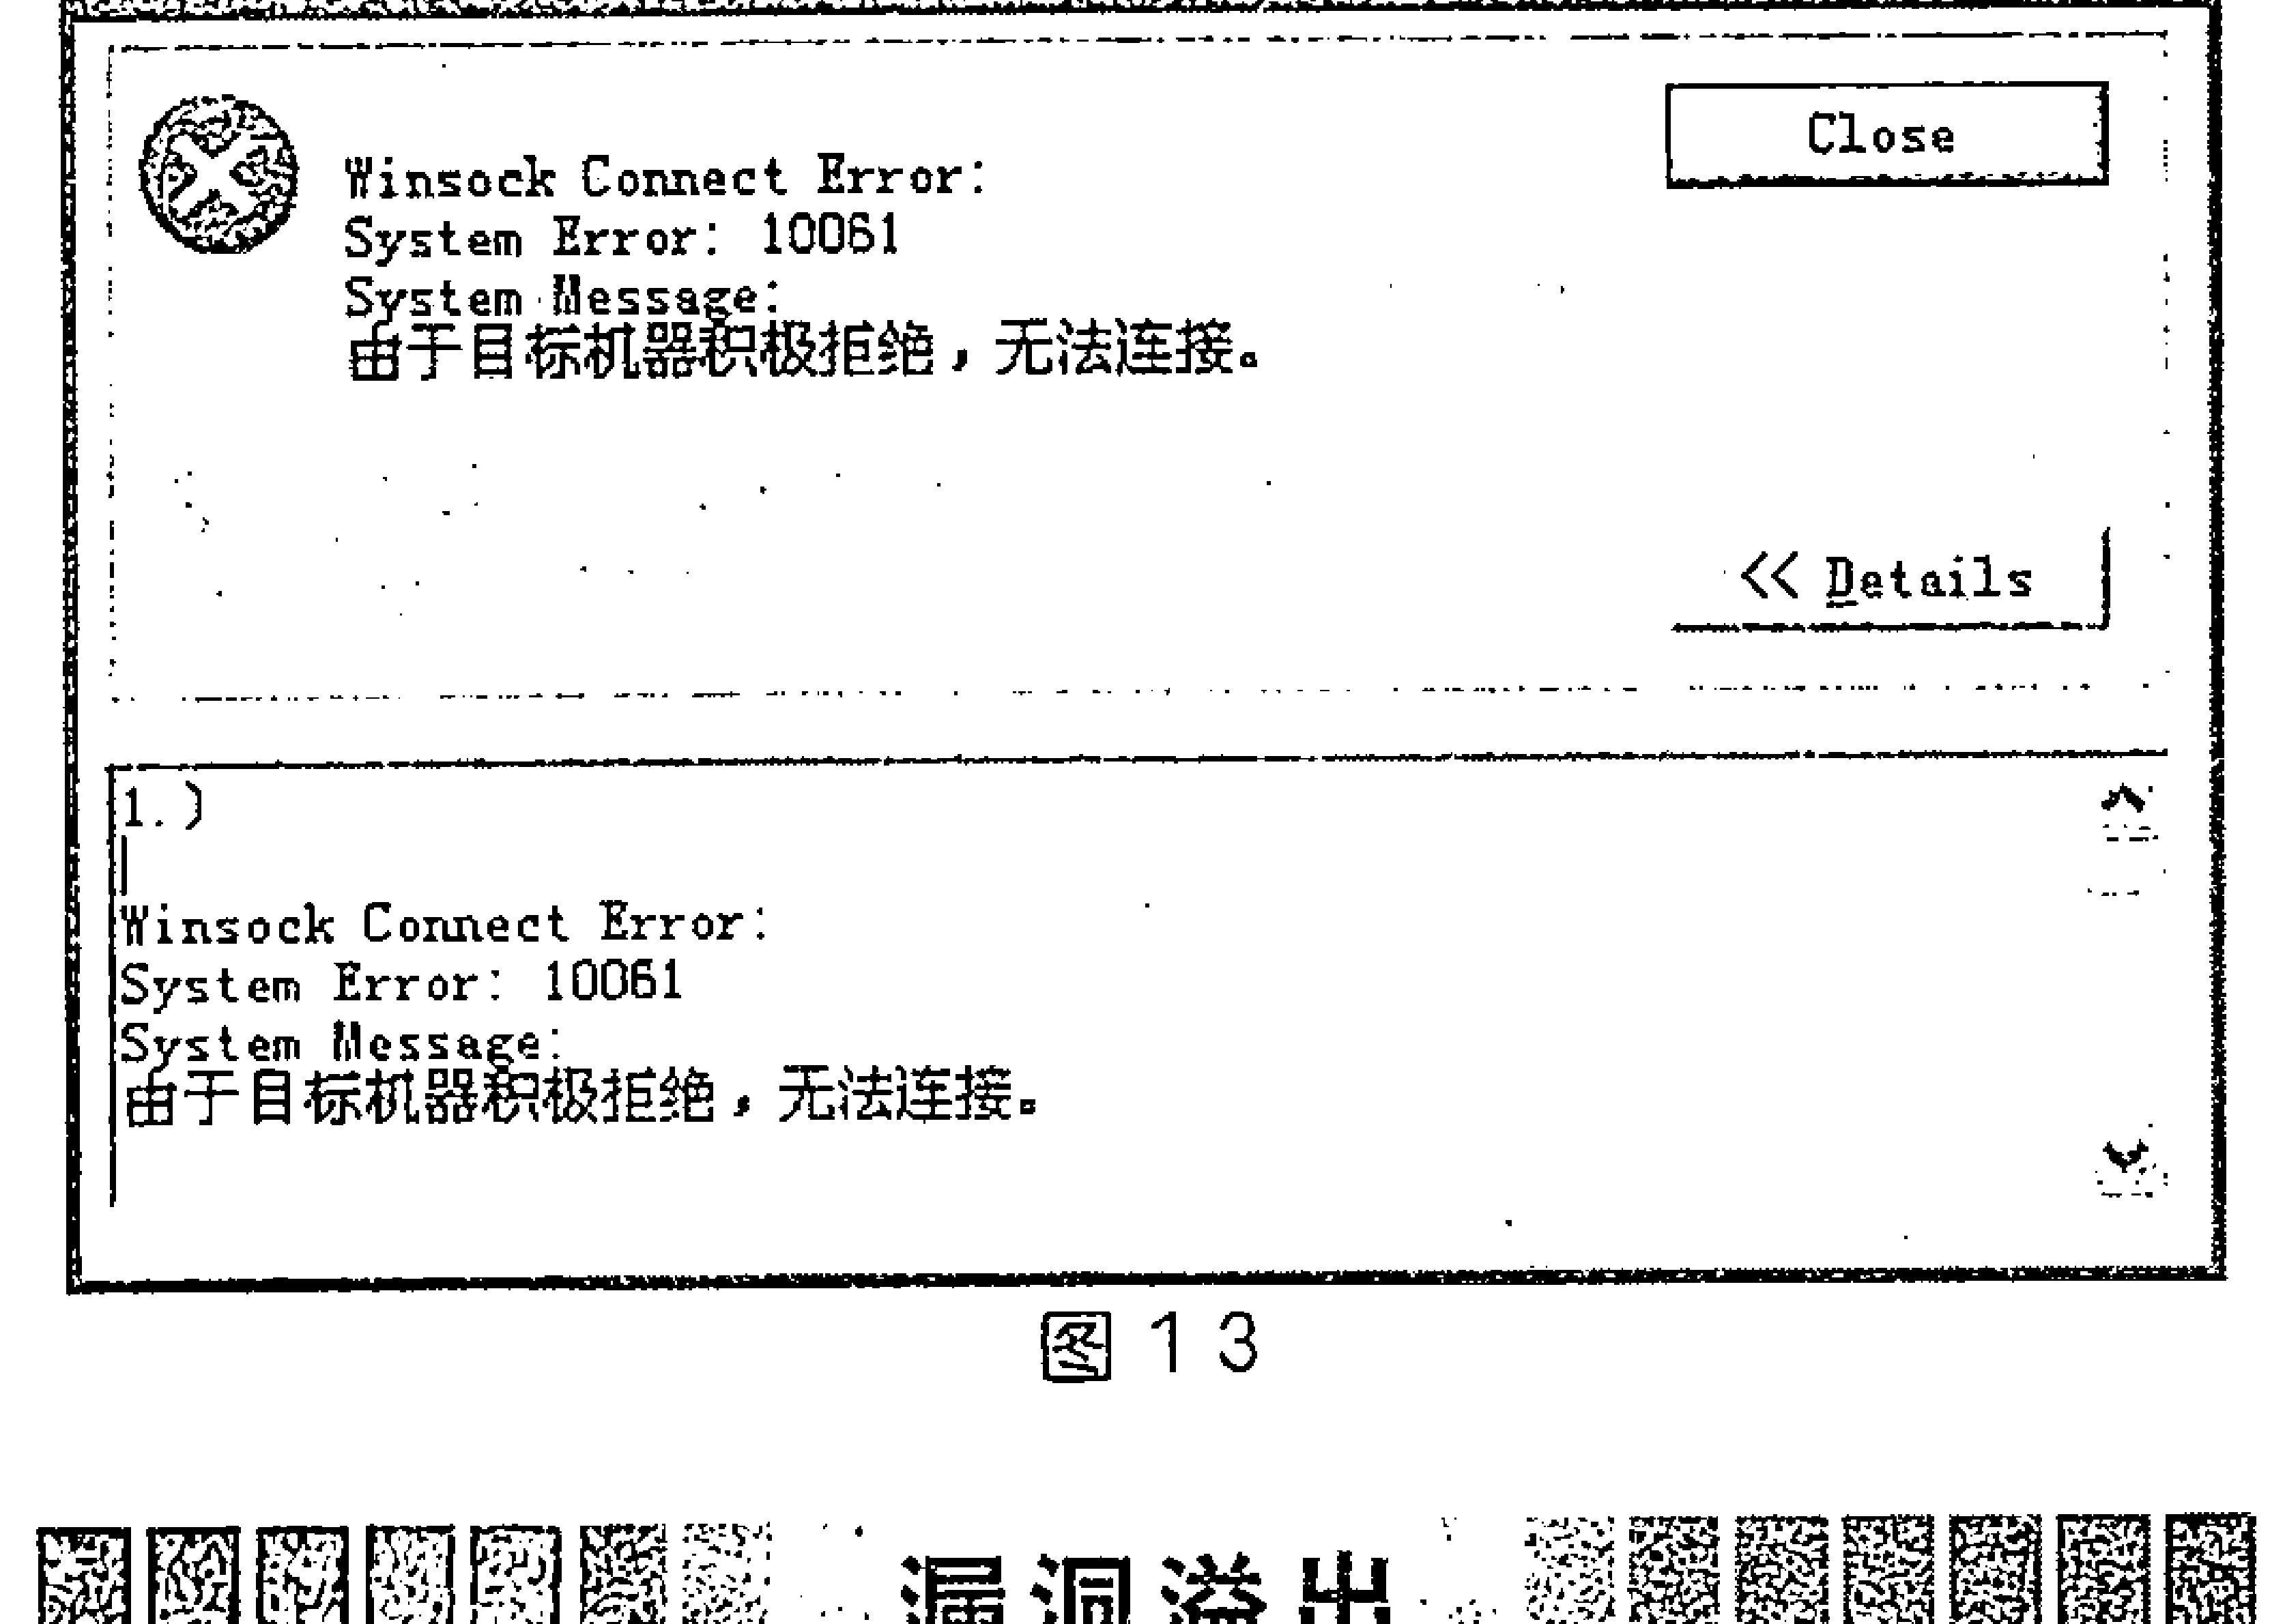 Close
Winsock Connect Error:
System Error: 10061
System Message:
由于目标机器积极拒绝，无法连接。
<< Details
1.)
Winsock Connect Error:
System Error: 10061
System Message:
由于目标机器积极拒绝，无法连接。
图 13
漏洞溢出